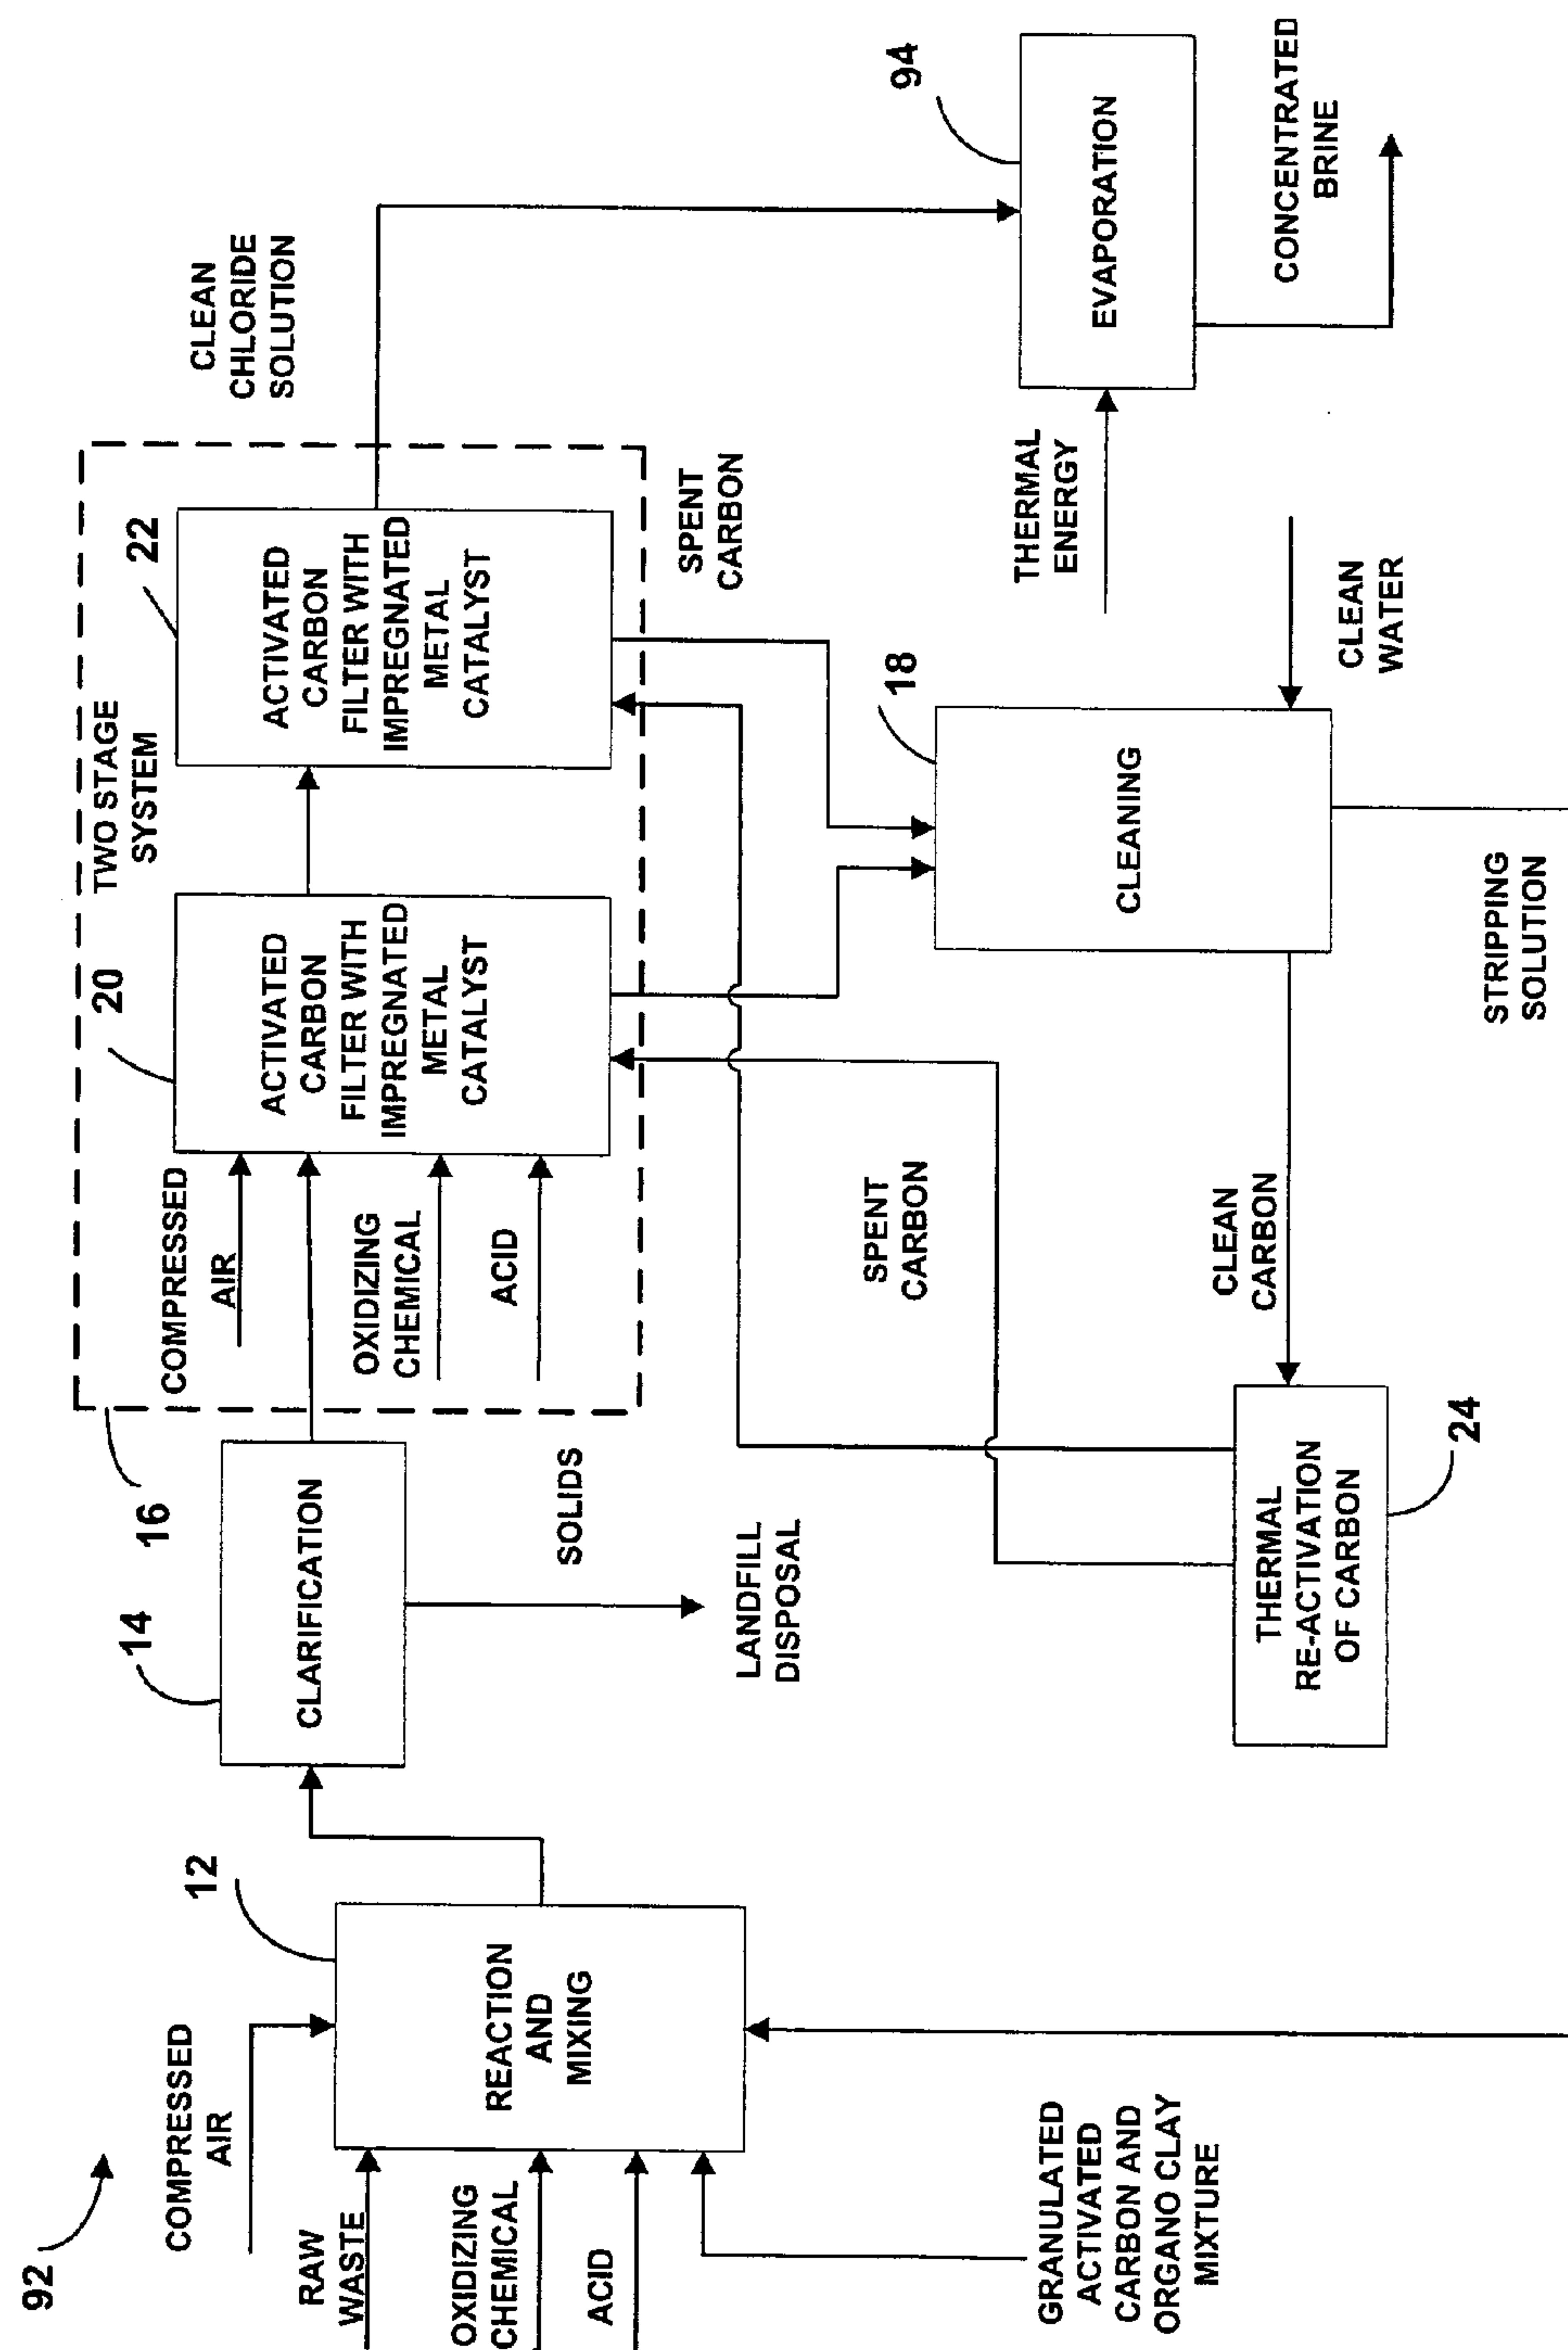 92
COMPRESSED
AIR
RAW
WASTE
OXIDIZING
CHEMICAL
ACID
GRANULATED
ACTIVATED
CARBON AND
ORGANO CLAY
MIXTURE
12
REACTION
AND
MIXING
14
CLARIFICATION
SOLIDS
LANDFILL
DISPOSAL
16
TWO STAGE
SYSTEM
COMPRESSED
AIR
OXIDIZING
CHEMICAL
ACID
20
ACTIVATED
CARBON
FILTER WITH
IMPREGNATED
METAL
CATALYST
22
ACTIVATED
CARBON
FILTER WITH
IMPREGNATED
METAL
CATALYST
CLEAN
CHLORIDE
SOLUTION
SPENT
CARBON
SPENT
CARBON
THERMAL
RE-ACTIVATION
OF CARBON
24
CLEAN
CARBON
18
CLEANING
CLEAN
WATER
STRIPPING
SOLUTION
THERMAL
ENERGY
94
EVAPORATION
CONCENTRATED
BRINE